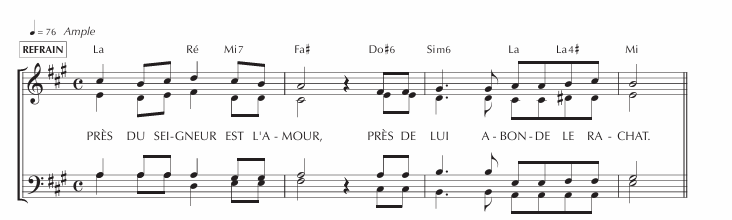 ♩ = 76 Ample
REFRAIN La Ré Mi7 Fa♯ Do♯6 Sim6 La La4♯ Mi
PRÈS DU SEI-GNEUR EST L'A-MOUR, PRÈS DE LUI A-BON-DE LE RA-CHAT.